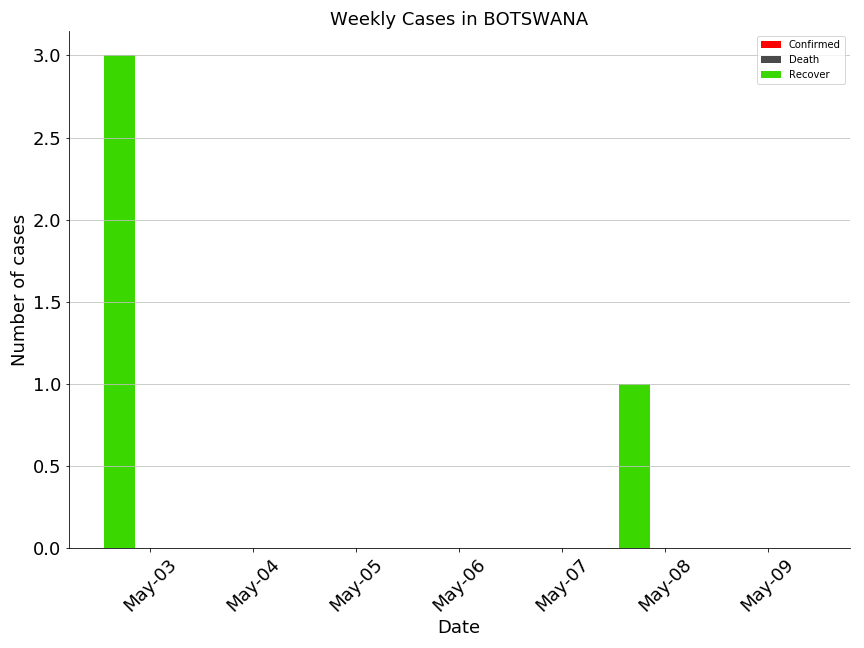 Weekly Cases in BOTSWANA
Confirmed
Death
Recover
3.0
2.5
2.0
1.5
1.0
0.5
0.0
Number of cases
May-03
May-04
May-05
May-06
May-07
May-08
May-09
Date